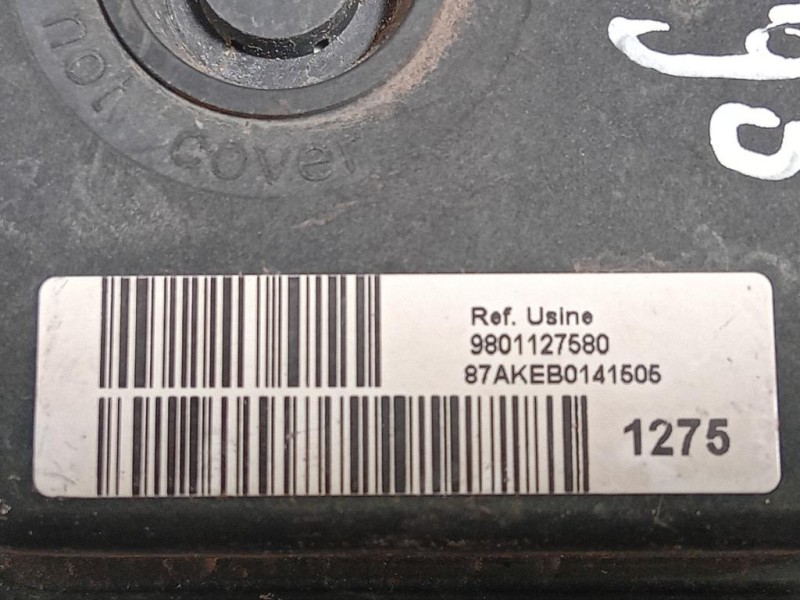 not cover
Ref. Usine
9801127580
87AKEB0141505
1275